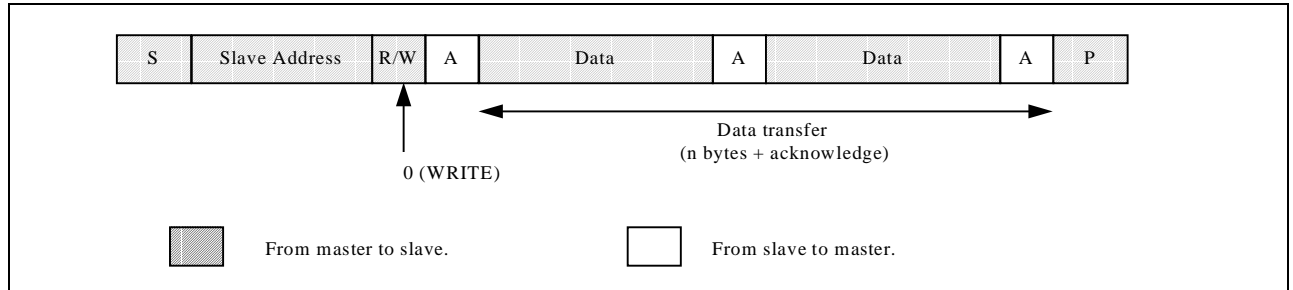 S Slave Address R/W A Data A Data A P
Data transfer
(n bytes + acknowledge)
0 (WRITE)
From master to slave. From slave to master.